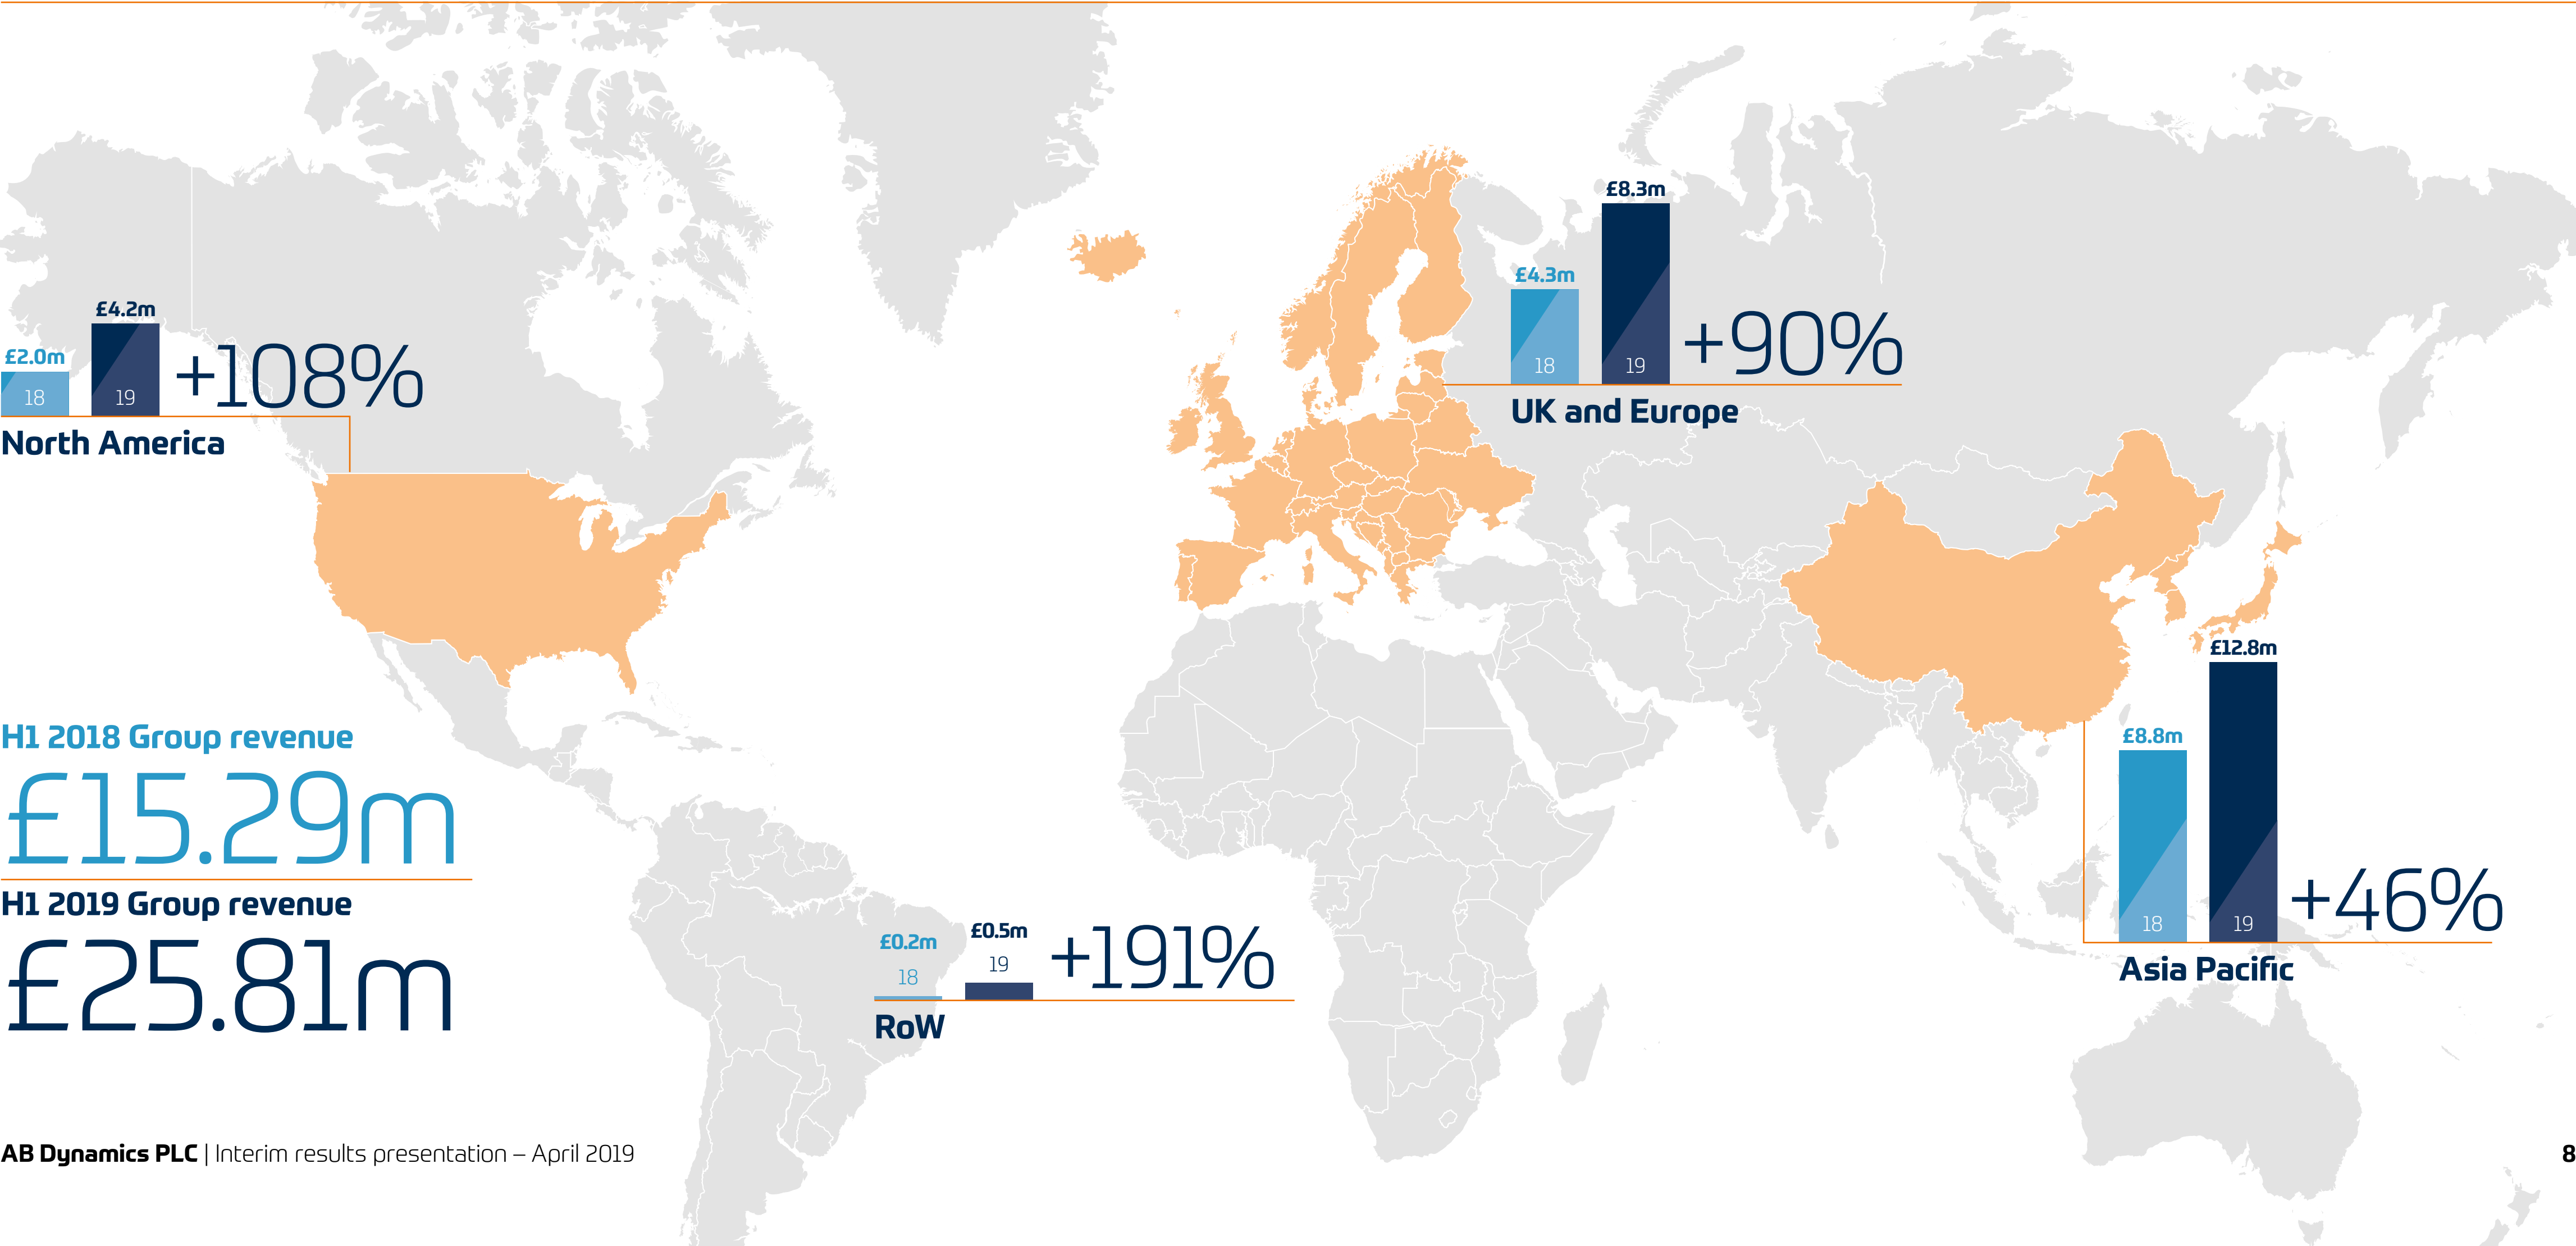 £8.3m
£4.3m
18
19
+90%
UK and Europe
£4.2m
£2.0m
18
19
+108%
North America
£12.8m
£8.8m
18
19
+46%
Asia Pacific
H1 2018 Group revenue
£15.29m
H1 2019 Group revenue
£25.81m
£0.2m
£0.5m
18
19
+191%
RoW
AB Dynamics PLC | Interim results presentation – April 2019
8